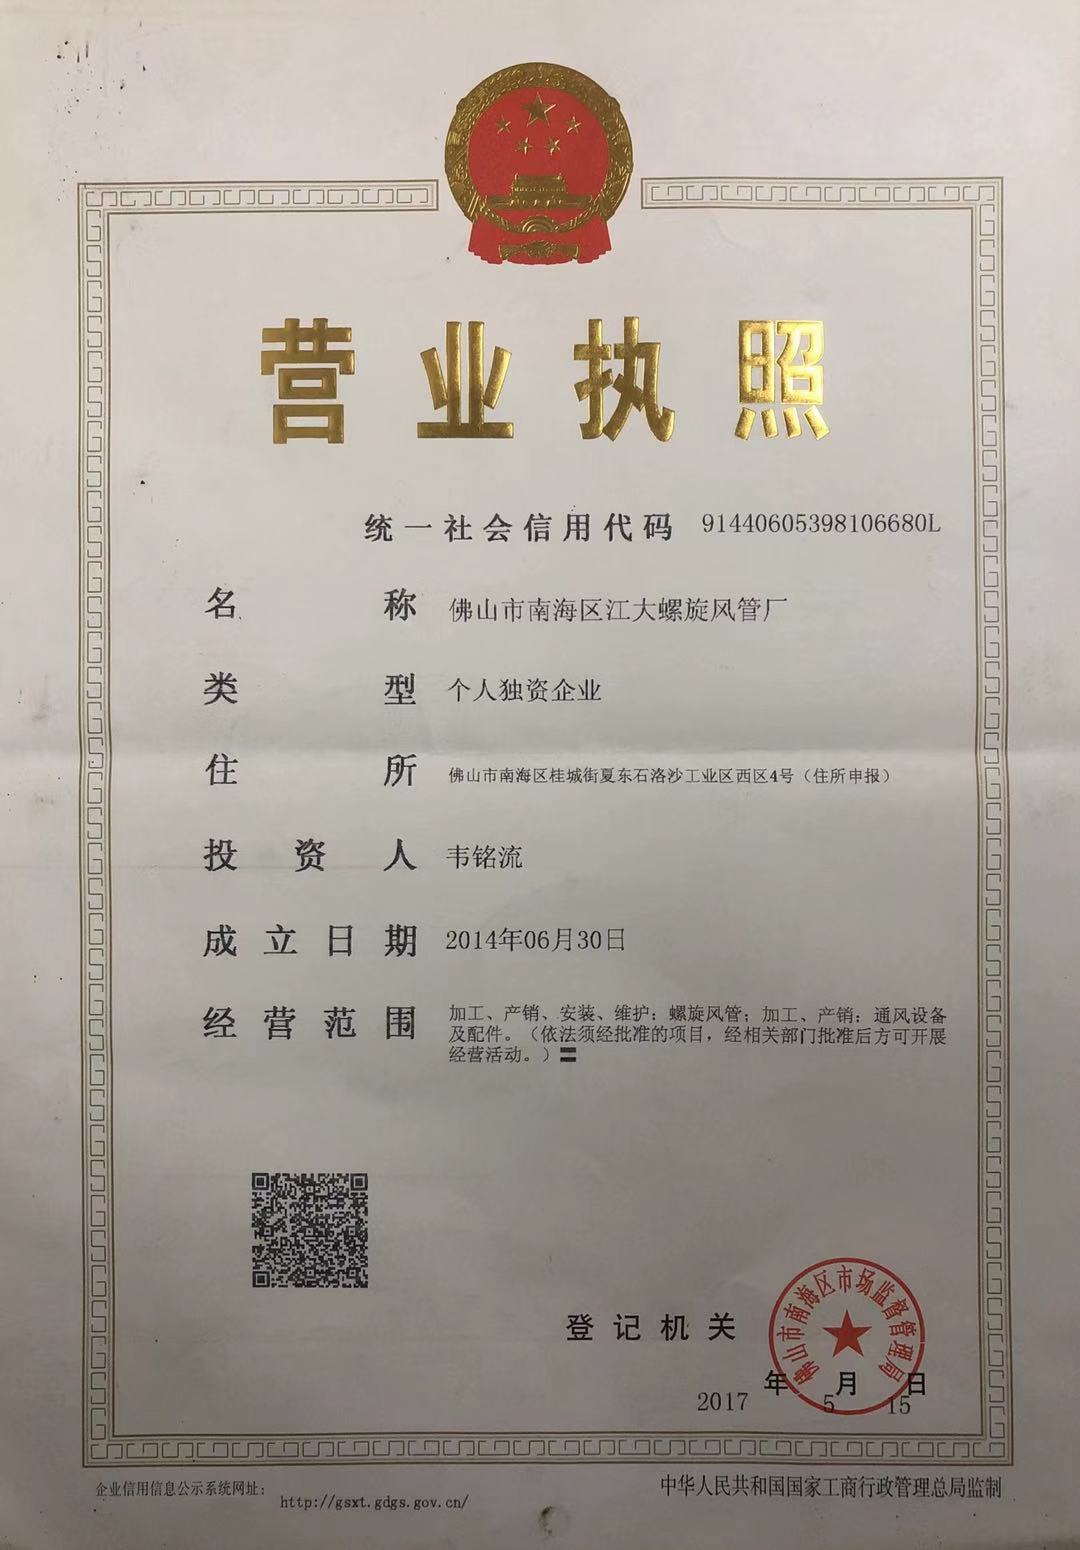 营业执照
统一社会信用代码 91440605398106680L
名称 佛山市南海区江大螺旋风管厂
类型 个人独资企业
住所 佛山市南海区桂城街夏东石洛沙工业区西区4号（住所申报）
投资人 韦铭流
成立日期 2014年06月30日
经营范围 加工、产销、安装、维护：螺旋风管；加工、产销：通风设备
及配件。（依法须经批准的项目，经相关部门批准后方可开展
经营活动。）〓
登记机关
佛山市南海区市场监督管理局
2017年5月15日
企业信用信息公示系统网址：http://gsxt.gdgs.gov.cn/
中华人民共和国国家工商行政管理总局监制